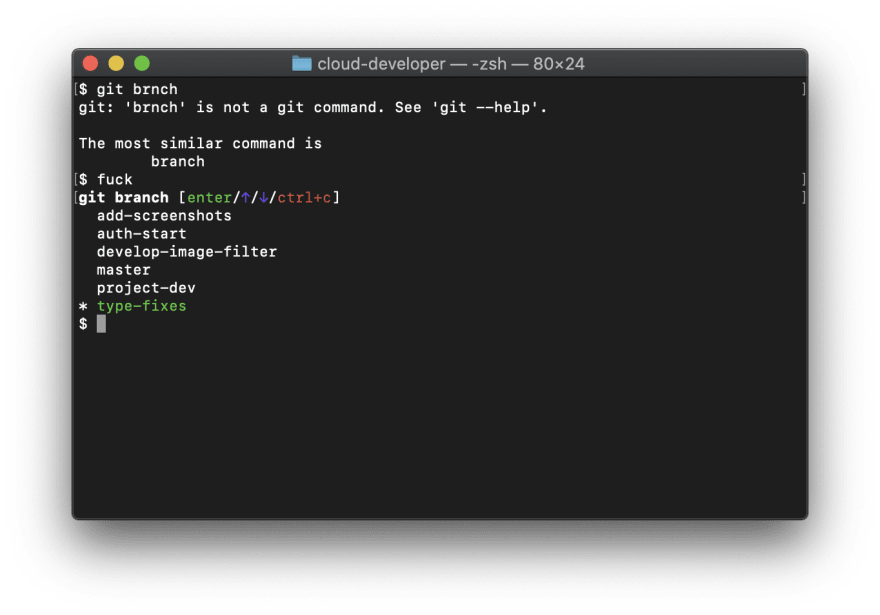 cloud-developer — -zsh — 80×24
[$ git brnch ]
git: 'brnch' is not a git command. See 'git --help'.
The most similar command is
branch
[$ fuck ]
[git branch [enter/↑/↓/ctrl+c] ]
add-screenshots
auth-start
develop-image-filter
master
project-dev
* type-fixes
$